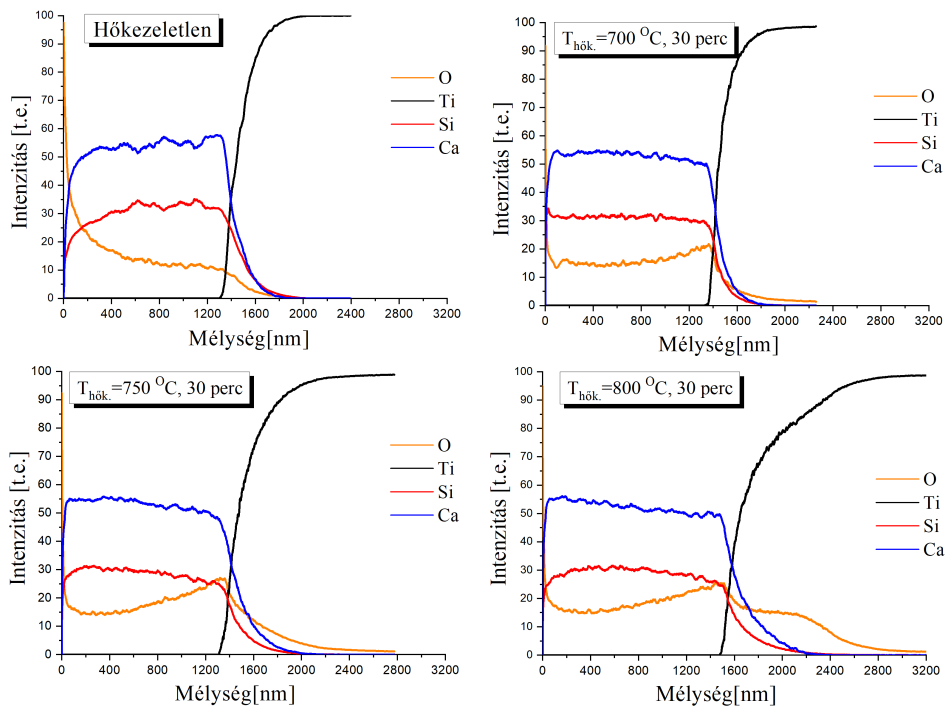 Hőkezeletlen
O
Ti
Si
Ca
Intenzitás [t.e.]
100
90
80
70
60
50
40
30
20
10
0
0 400 800 1200 1600 2000 2400 2800 3200
Mélység[nm]
Thők.=700 OC, 30 perc
O
Ti
Si
Ca
Intenzitás [t.e.]
100
90
80
70
60
50
40
30
20
10
0
0 400 800 1200 1600 2000 2400 2800 3200
Mélység[nm]
Thők.=750 OC, 30 perc
O
Ti
Si
Ca
Intenzitás [t.e.]
100
90
80
70
60
50
40
30
20
10
0
0 400 800 1200 1600 2000 2400 2800 3200
Mélység[nm]
Thők.=800 OC, 30 perc
O
Ti
Si
Ca
Intenzitás [t.e.]
100
90
80
70
60
50
40
30
20
10
0
0 400 800 1200 1600 2000 2400 2800 3200
Mélység[nm]